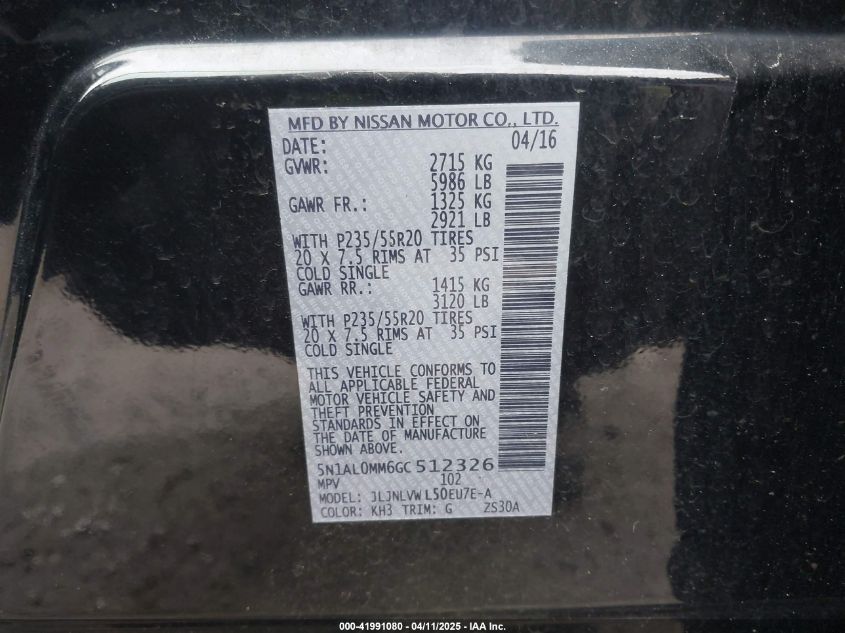 MFD BY NISSAN MOTOR CO., LTD.
DATE: 04/16
GVWR: 2715 KG
5986 LB
GAWR FR.: 1325 KG
2921 LB
WITH P235/55R20 TIRES
20 X 7.5 RIMS AT 35 PSI
COLD SINGLE
GAWR RR.: 1415 KG
3120 LB
WITH P235/55R20 TIRES
20 X 7.5 RIMS AT 35 PSI
COLD SINGLE
THIS VEHICLE CONFORMS TO
ALL APPLICABLE FEDERAL
MOTOR VEHICLE SAFETY AND
THEFT PREVENTION
STANDARDS IN EFFECT ON
THE DATE OF MANUFACTURE
SHOWN ABOVE.
5N1AL0MM6GC512326
MPV 102
MODEL: JLJNLVWL50EU7E-A
COLOR: KH3 TRIM: G ZS30A
000-41991080 - 04/11/2025 - IAA Inc.